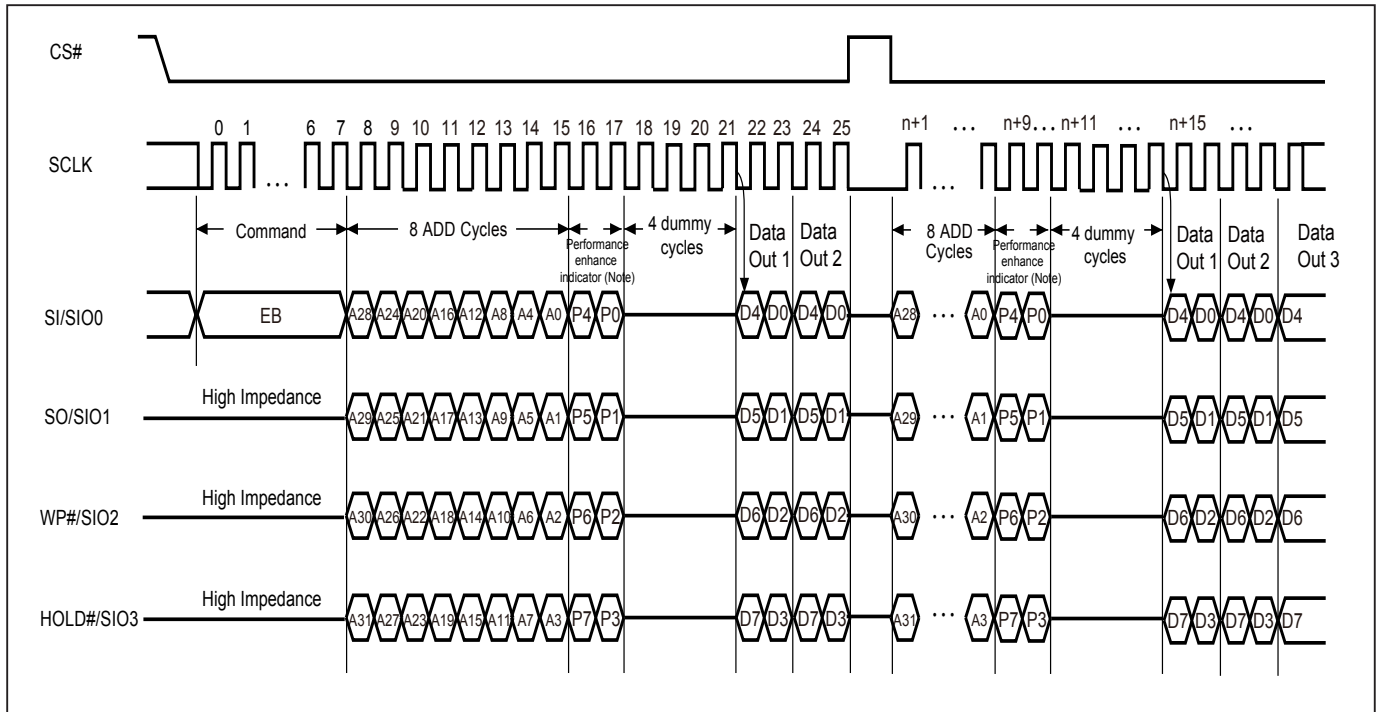 CS#
0 1 6 7 8 9 10 11 12 13 14 15 16 17 18 19 20 21 22 23 24 25 n+1 ... n+9... n+11 ... n+15 ...
SCLK
...
...
Command
8 ADD Cycles
Performance
enhance
indicator (Note)
4 dummy
cycles
Data
Out 1
Data
Out 2
8 ADD
Cycles
Performance
enhance
indicator (Note)
4 dummy
cycles
Data
Out 1
Data
Out 2
Data
Out 3
SI/SIO0 EB A28 A24 A20 A16 A12 A8 A4 A0 P4 P0 D4 D0 D4 D0 A28 ... A0 P4 P0 D4 D0 D4 D0 D4
High Impedance
SO/SIO1 A29 A25 A21 A17 A13 A9 A5 A1 P5 P1 D5 D1 D5 D1 A29 ... A1 P5 P1 D5 D1 D5 D1 D5
High Impedance
WP#/SIO2 A30 A26 A22 A18 A14 A10 A6 A2 P6 P2 D6 D2 D6 D2 A30 ... A2 P6 P2 D6 D2 D6 D2 D6
High Impedance
HOLD#/SIO3 A31 A27 A23 A19 A15 A11 A7 A3 P7 P3 D7 D3 D7 D3 A31 ... A3 P7 P3 D7 D3 D7 D3 D7